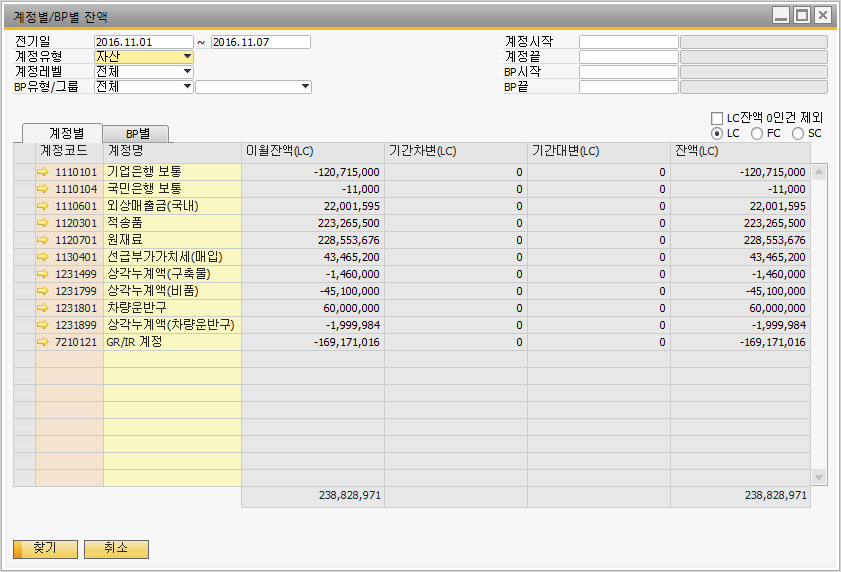 계정별/BP별 잔액
전기일 2016.11.01 ~ 2016.11.07 계정시작
계정유형 자산 계정끝
계정레벨 전체 BP시작
BP유형/그룹 전체 BP끝
LC잔액 0인건 제외
계정별 BP별 LC FC SC
계정코드 계정명 이월잔액(LC) 기간차변(LC) 기간대변(LC) 잔액(LC)
1110101 기업은행 보통 -120,715,000 0 0 -120,715,000
1110104 국민은행 보통 -11,000 0 0 -11,000
1110601 외상매출금(국내) 22,001,595 0 0 22,001,595
1120301 적송품 223,265,500 0 0 223,265,500
1120701 원재료 228,553,676 0 0 228,553,676
1130401 선급부가가치세(매입) 43,465,200 0 0 43,465,200
1231499 상각누계액(구축물) -1,460,000 0 0 -1,460,000
1231799 상각누계액(비품) -45,100,000 0 0 -45,100,000
1231801 차량운반구 60,000,000 0 0 60,000,000
1231899 상각누계액(차량운반구) -1,999,984 0 0 -1,999,984
7210121 GR/IR 계정 -169,171,016 0 0 -169,171,016
238,828,971 238,828,971
찾기 취소